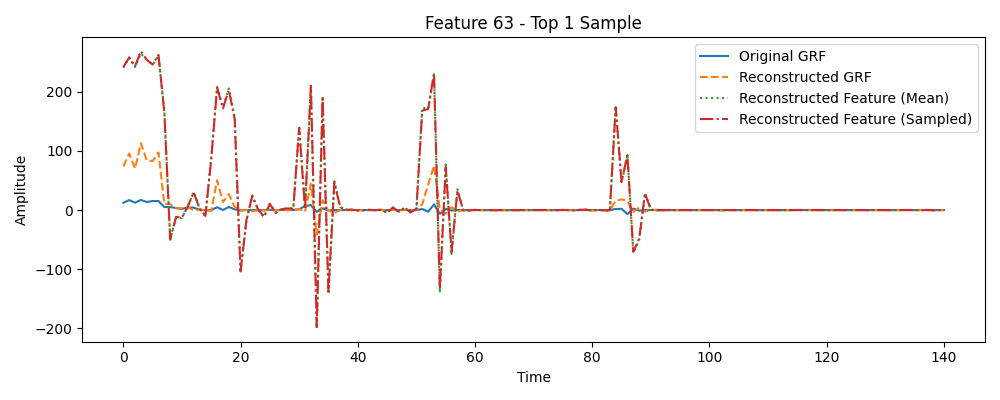 Feature 63 - Top 1 Sample
Original GRF
Reconstructed GRF
Reconstructed Feature (Mean)
Reconstructed Feature (Sampled)
Amplitude
200
100
0
−100
−200
0 20 40 60 80 100 120 140
Time